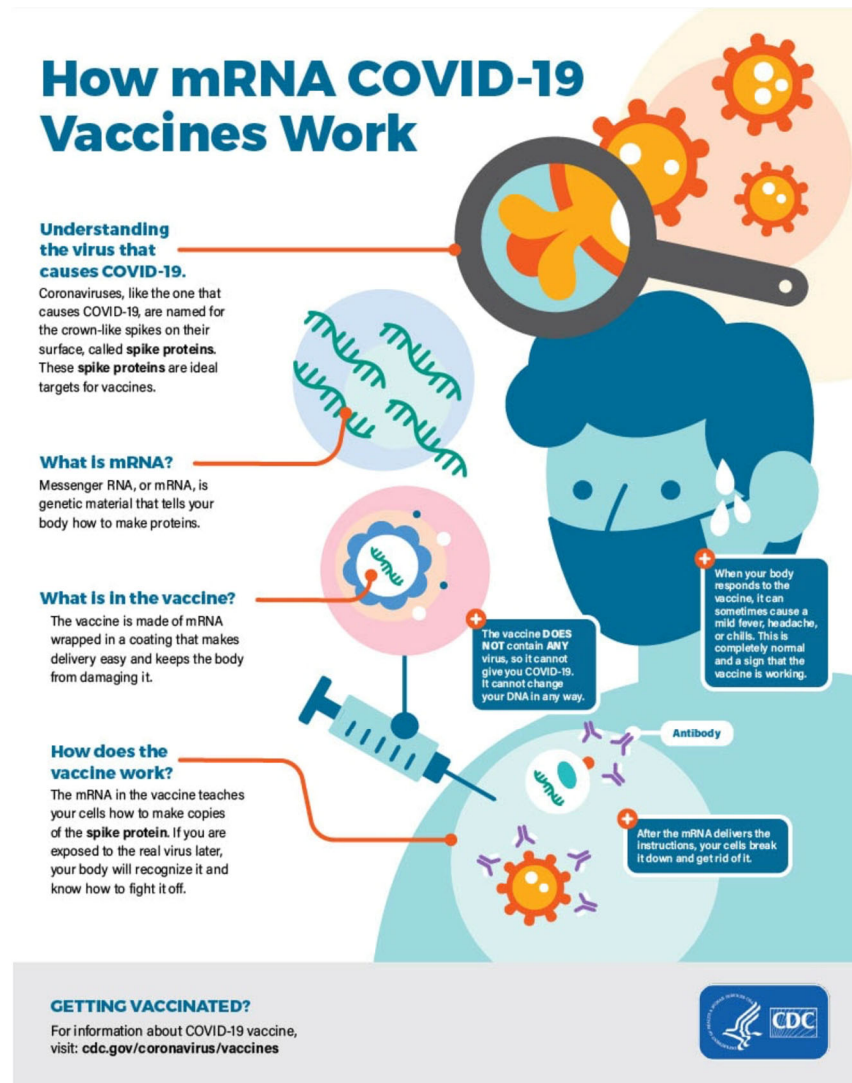 How mRNA COVID-19
Vaccines Work
Understanding
the virus that
causes COVID-19.
Coronaviruses, like the one that
causes COVID-19, are named for
the crown-like spikes on their
surface, called spike proteins.
These spike proteins are ideal
targets for vaccines.
What is mRNA?
Messenger RNA, or mRNA, is
genetic material that tells your
body how to make proteins.
What is in the vaccine?
The vaccine is made of mRNA
wrapped in a coating that makes
delivery easy and keeps the body
from damaging it.
The vaccine DOES
NOT contain ANY
virus, so it cannot
give you COVID-19.
It cannot change
your DNA in any way.
When your body
responds to the
vaccine, it can
sometimes cause a
mild fever, headache,
or chills. This is
completely normal
and a sign that the
vaccine is working.
How does the
vaccine work?
The mRNA in the vaccine teaches
your cells how to make copies
of the spike protein. If you are
exposed to the real virus later,
your body will recognize it and
know how to fight it off.
Antibody
After the mRNA delivers the
instructions, your cells break
it down and get rid of it.
GETTING VACCINATED?
For information about COVID-19 vaccine,
visit: cdc.gov/coronavirus/vaccines
CDC